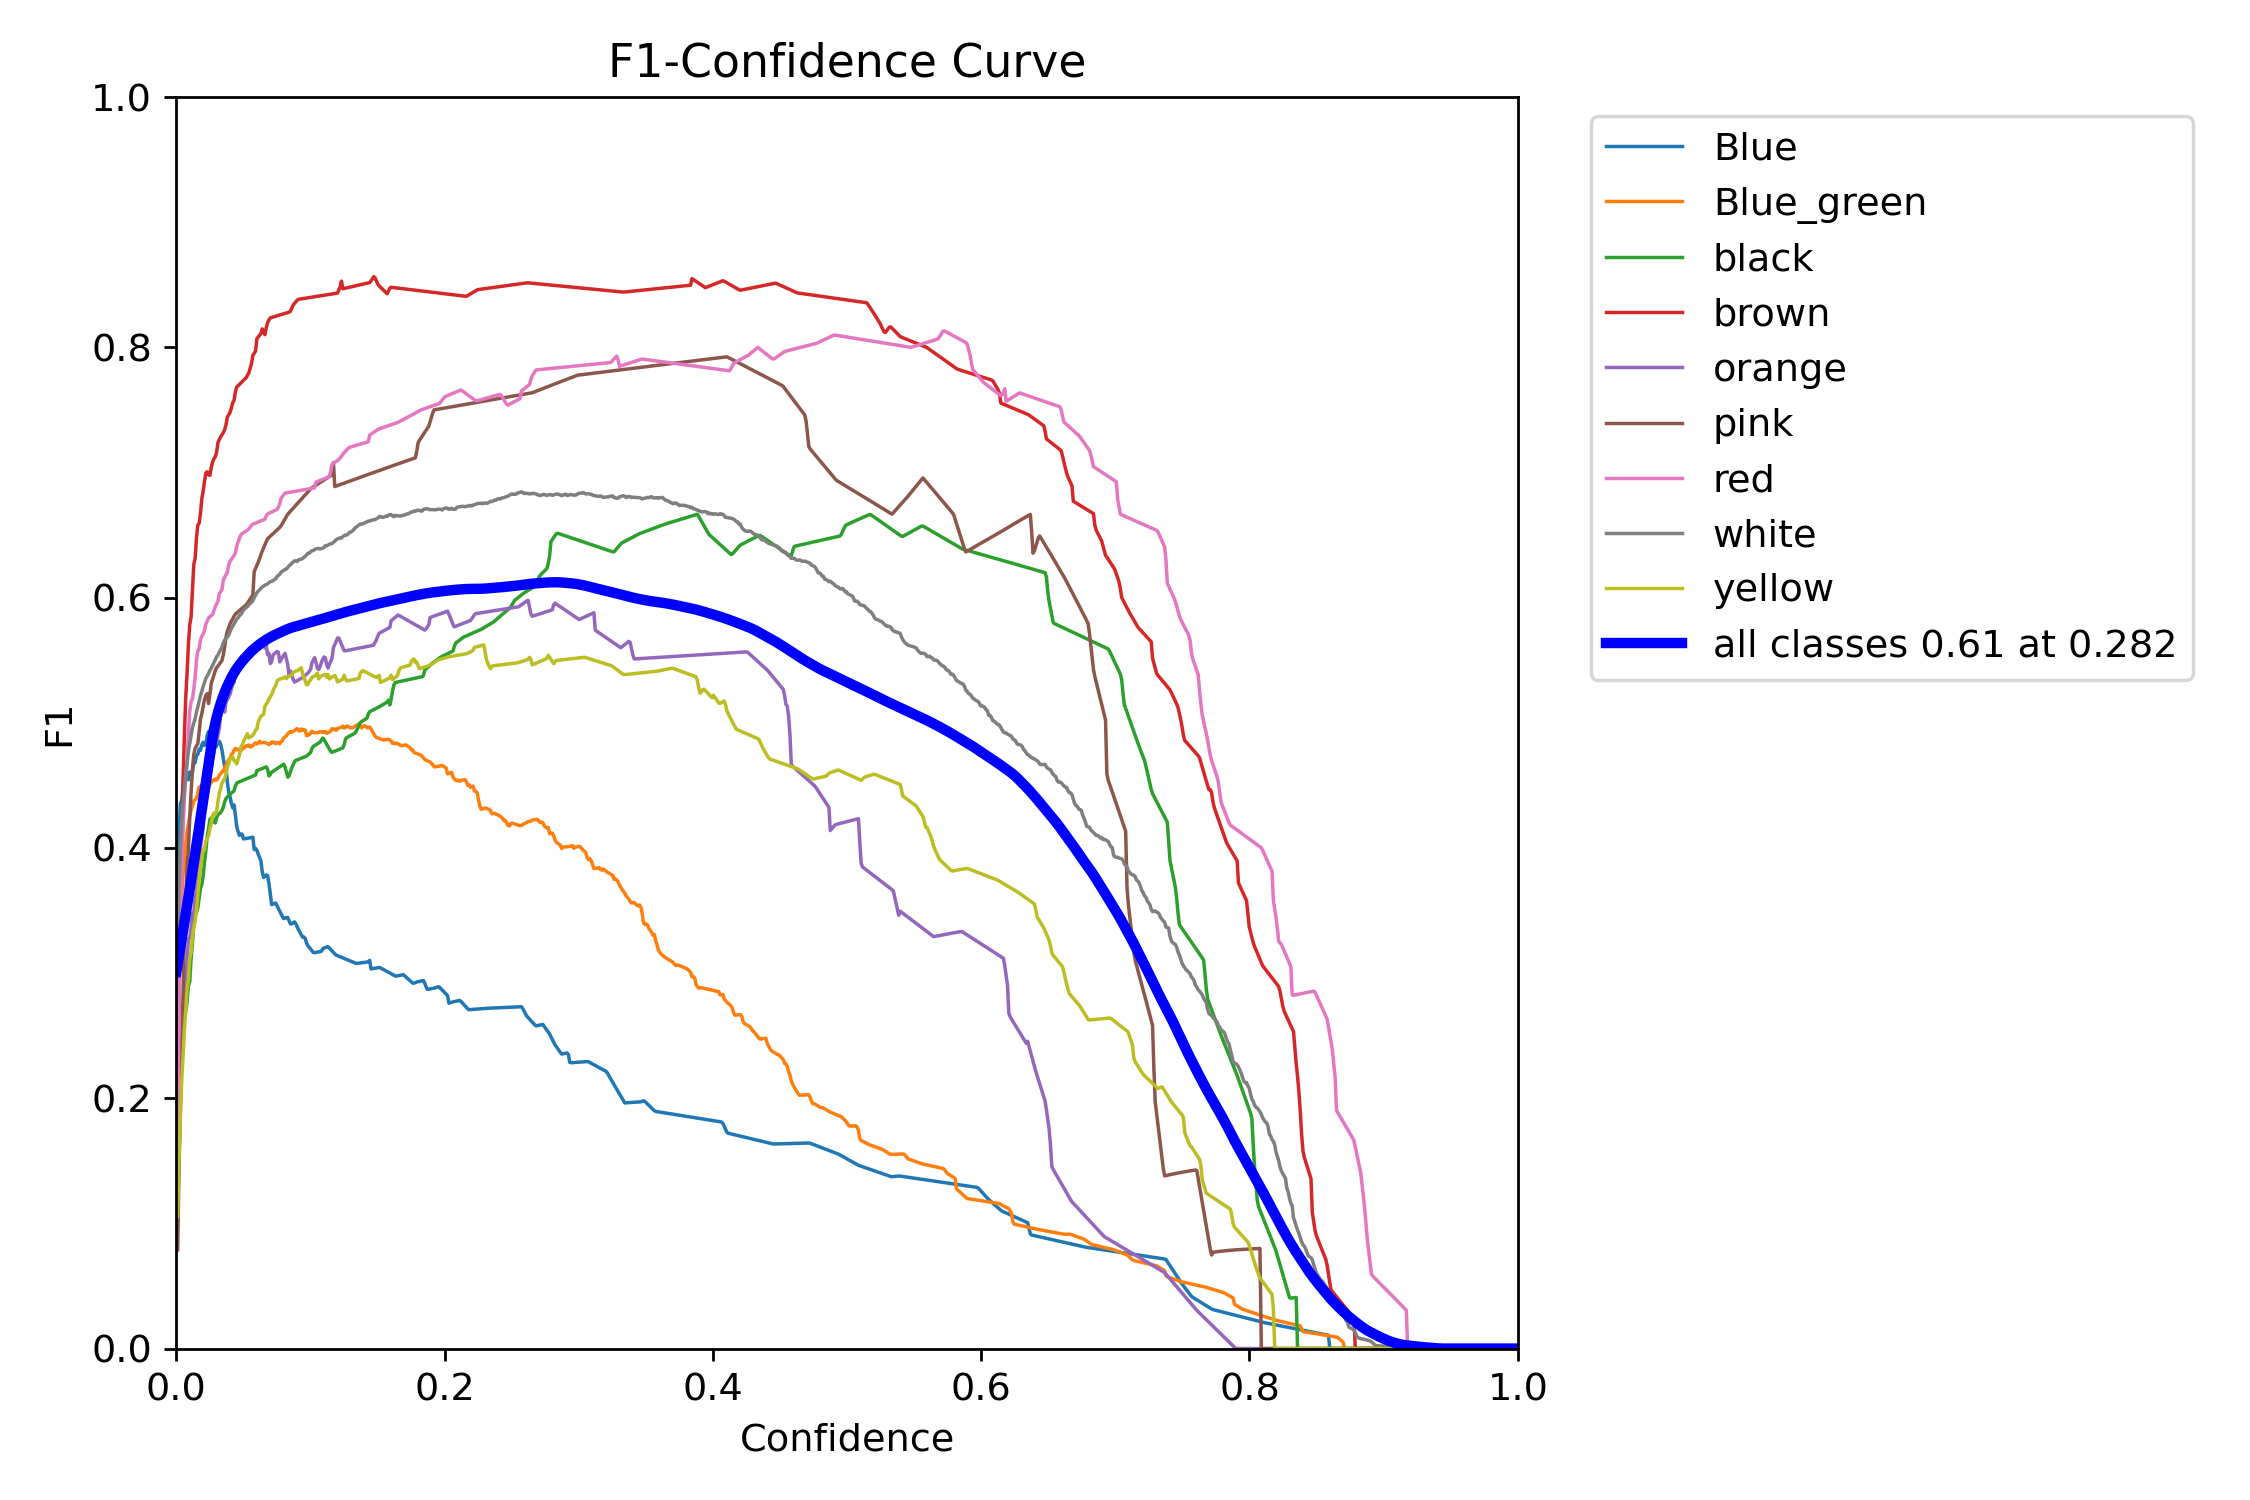 F1-Confidence Curve
1.0
0.8
0.6
0.4
0.2
0.0
F1
0.0 0.2 0.4 0.6 0.8 1.0
Confidence
Blue
Blue_green
black
brown
orange
pink
red
white
yellow
all classes 0.61 at 0.282